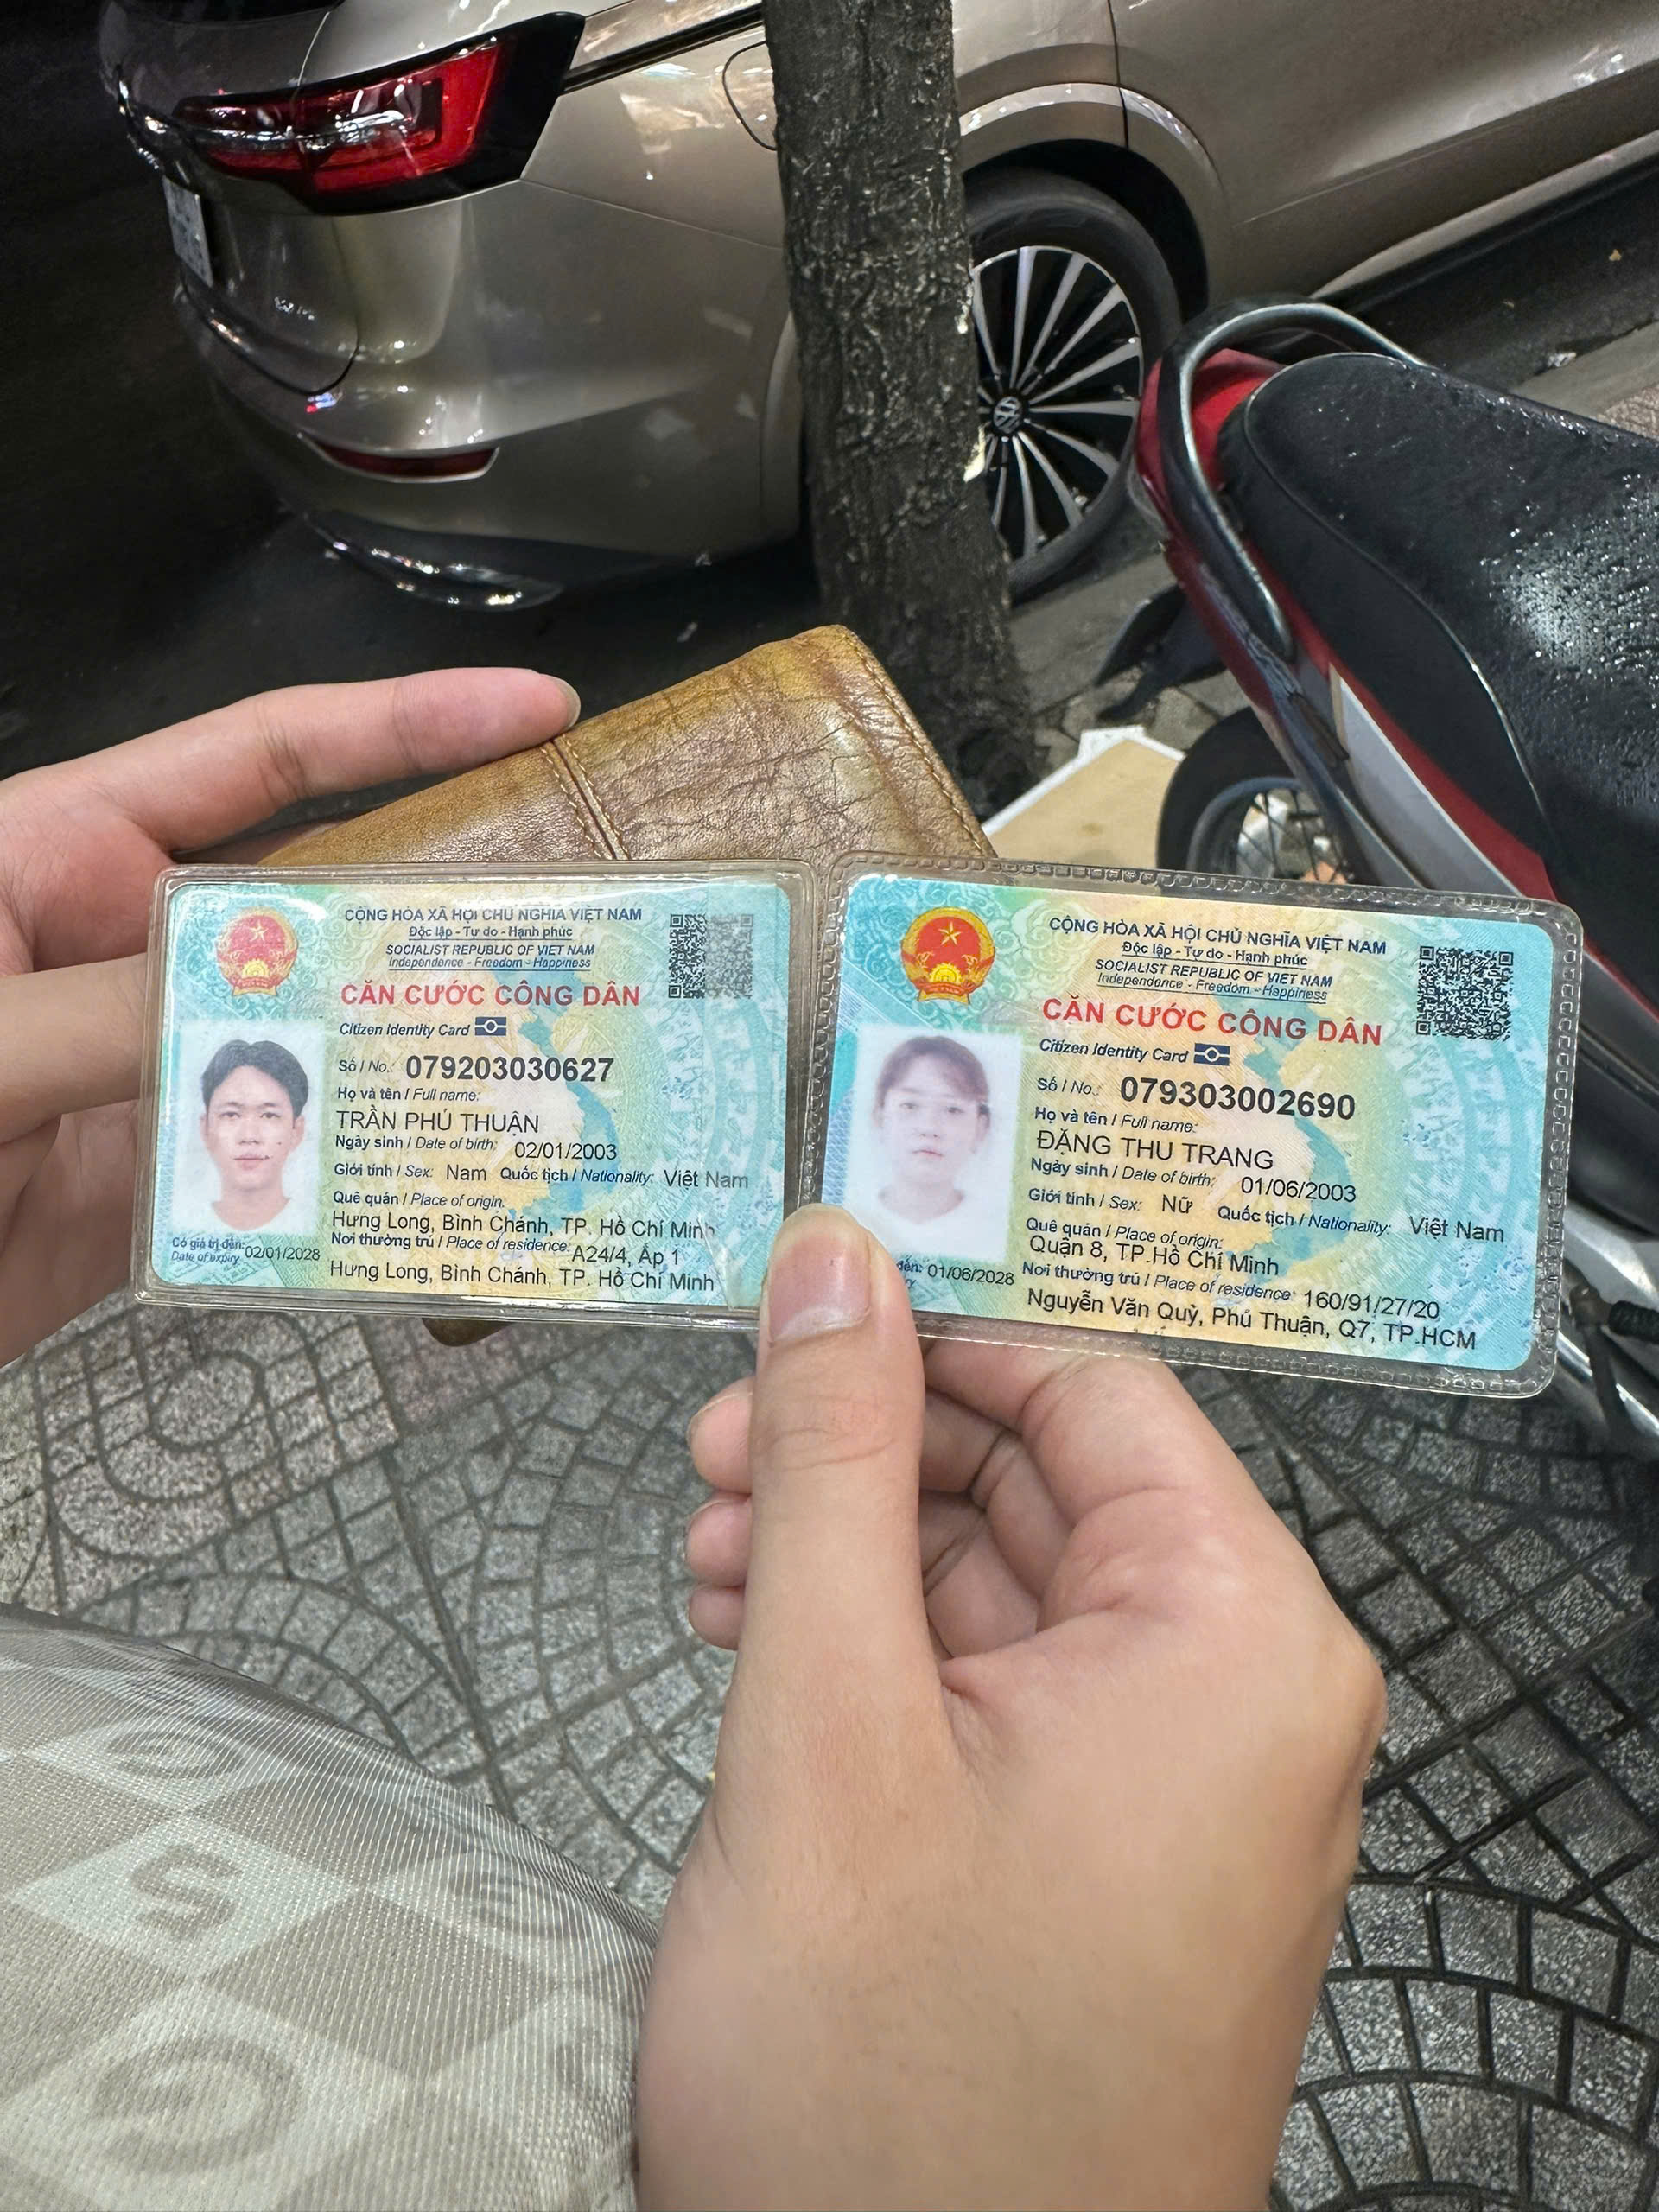 CỘNG HÒA XÃ HỘI CHỦ NGHĨA VIỆT NAM
Độc lập - Tự do - Hạnh phúc
SOCIALIST REPUBLIC OF VIET NAM
Independence - Freedom - Happiness
CĂN CƯỚC CÔNG DÂN
Citizen Identity Card
Số / No.: 079203030627
Họ và tên / Full name:
TRẦN PHÚ THUẬN
Ngày sinh / Date of birth: 02/01/2003
Giới tính / Sex: Nam Quốc tịch / Nationality: Việt Nam
Quê quán / Place of origin:
Hưng Long, Bình Chánh, TP. Hồ Chí Minh
Nơi thường trú / Place of residence: A24/4, Ấp 1
Hưng Long, Bình Chánh, TP. Hồ Chí Minh
Có giá trị đến: 02/01/2028
Date of expiry
CỘNG HÒA XÃ HỘI CHỦ NGHĨA VIỆT NAM
Độc lập - Tự do - Hạnh phúc
SOCIALIST REPUBLIC OF VIET NAM
Independence - Freedom - Happiness
CĂN CƯỚC CÔNG DÂN
Citizen Identity Card
Số / No.: 079303002690
Họ và tên / Full name:
ĐẶNG THU TRANG
Ngày sinh / Date of birth: 01/06/2003
Giới tính / Sex: Nữ Quốc tịch / Nationality: Việt Nam
Quê quán / Place of origin:
Quận 8, TP.Hồ Chí Minh
Nơi thường trú / Place of residence: 160/91/27/20
Nguyễn Văn Quỳ, Phú Thuận, Q7, TP.HCM
đến: 01/06/2028